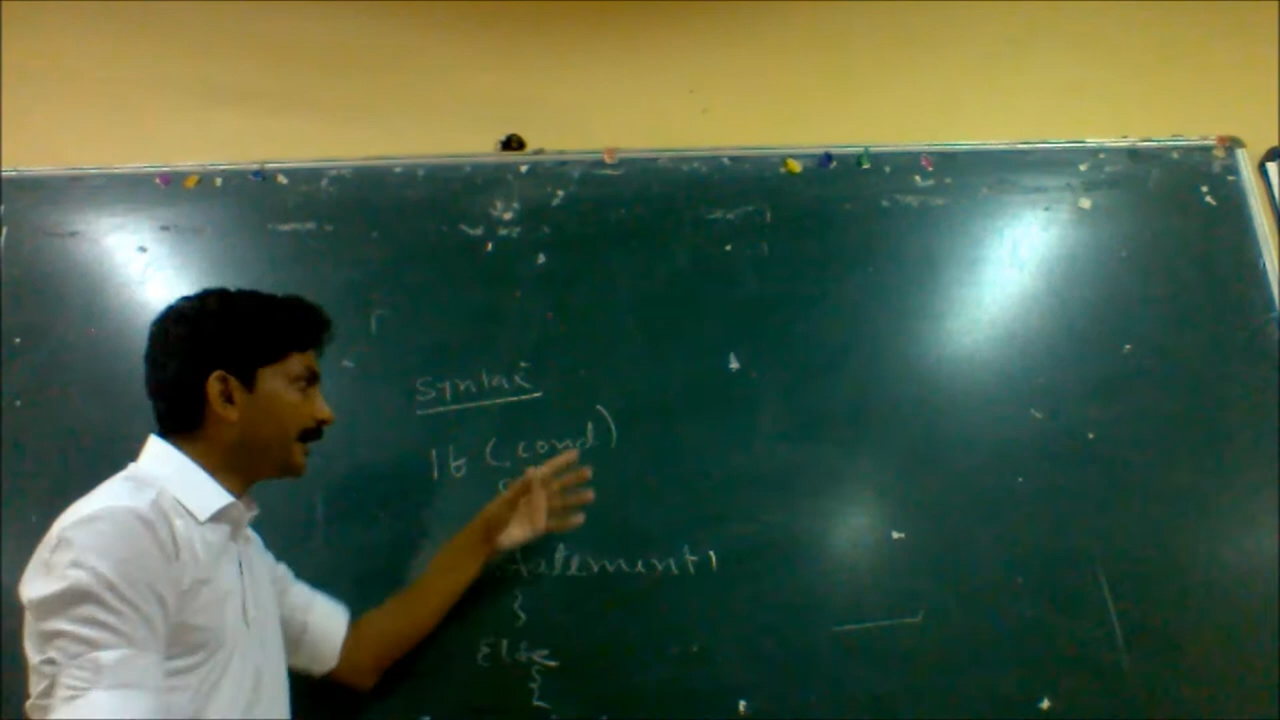 Syntax
If (cond)
Statement1
}
Else
{